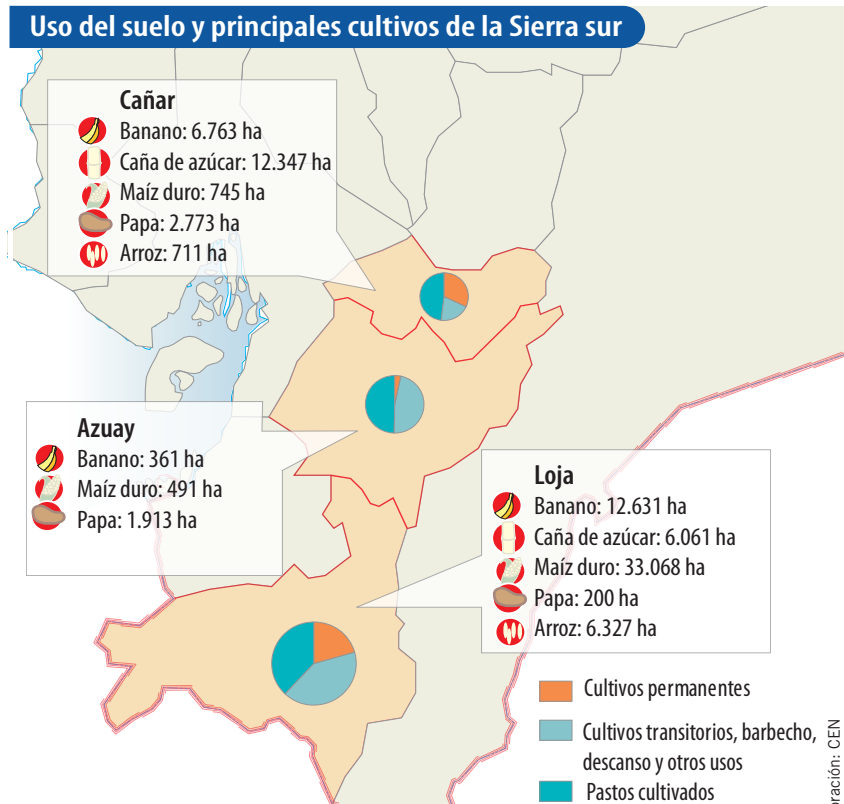 Uso del suelo y principales cultivos de la Sierra sur
Cañar
Banano: 6.763 ha
Caña de azúcar: 12.347 ha
Maíz duro: 745 ha
Papa: 2.773 ha
Arroz: 711 ha
Azuay
Banano: 361 ha
Maíz duro: 491 ha
Papa: 1.913 ha
Loja
Banano: 12.631 ha
Caña de azúcar: 6.061 ha
Maíz duro: 33.068 ha
Papa: 200 ha
Arroz: 6.327 ha
Cultivos permanentes
Cultivos transitorios, barbecho,
descanso y otros usos
Pastos cultivados
oración: CEN